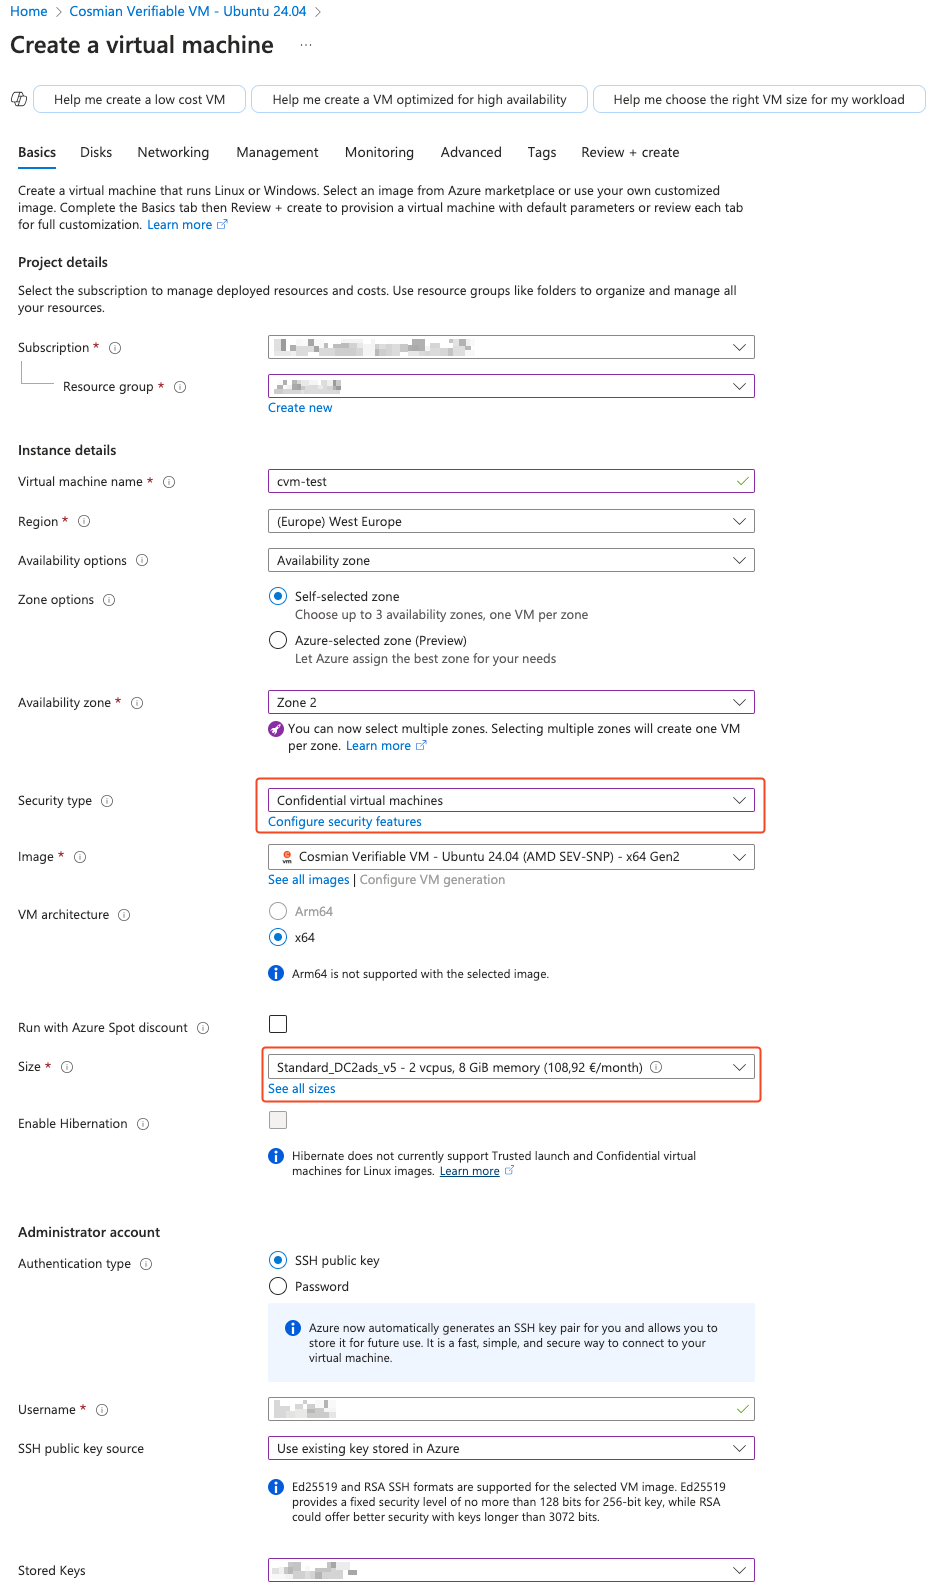 Home > Cosmian Verifiable VM - Ubuntu 24.04 >
Create a virtual machine ...
Help me create a low cost VM
Help me create a VM optimized for high availability
Help me choose the right VM size for my workload
Basics Disks Networking Management Monitoring Advanced Tags Review + create
Create a virtual machine that runs Linux or Windows. Select an image from Azure marketplace or use your own customized
image. Complete the Basics tab then Review + create to provision a virtual machine with default parameters or review each tab
for full customization. Learn more
Project details
Select the subscription to manage deployed resources and costs. Use resource groups like folders to organize and manage all
your resources.
Subscription *
Resource group *
Create new
Instance details
Virtual machine name * cvm-test
Region * (Europe) West Europe
Availability options Availability zone
Zone options Self-selected zone
Choose up to 3 availability zones, one VM per zone
Azure-selected zone (Preview)
Let Azure assign the best zone for your needs
Availability zone * Zone 2
You can now select multiple zones. Selecting multiple zones will create one VM
per zone. Learn more
Security type Confidential virtual machines
Configure security features
Image * Cosmian Verifiable VM - Ubuntu 24.04 (AMD SEV-SNP) - x64 Gen2
See all images | Configure VM generation
VM architecture Arm64
x64
Arm64 is not supported with the selected image.
Run with Azure Spot discount
Size * Standard_DC2ads_v5 - 2 vcpus, 8 GiB memory (108,92 €/month)
See all sizes
Enable Hibernation
Hibernate does not currently support Trusted launch and Confidential virtual
machines for Linux images. Learn more
Administrator account
Authentication type SSH public key
Password
Azure now automatically generates an SSH key pair for you and allows you to
store it for future use. It is a fast, simple, and secure way to connect to your
virtual machine.
Username *
SSH public key source Use existing key stored in Azure
Ed25519 and RSA SSH formats are supported for the selected VM image. Ed25519
provides a fixed security level of no more than 128 bits for 256-bit key, while RSA
could offer better security with keys longer than 3072 bits.
Stored Keys